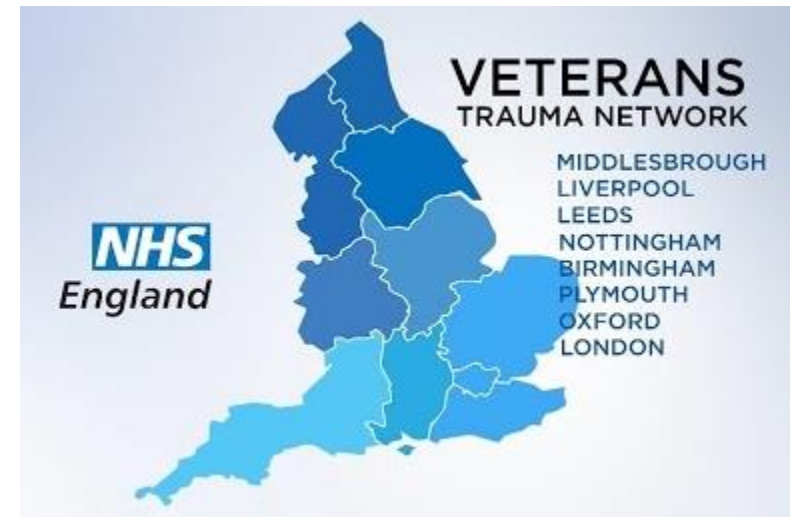 VETERANS
TRAUMA NETWORK
MIDDLESBROUGH
LIVERPOOL
LEEDS
NOTTINGHAM
BIRMINGHAM
PLYMOUTH
OXFORD
LONDON
NHS
England